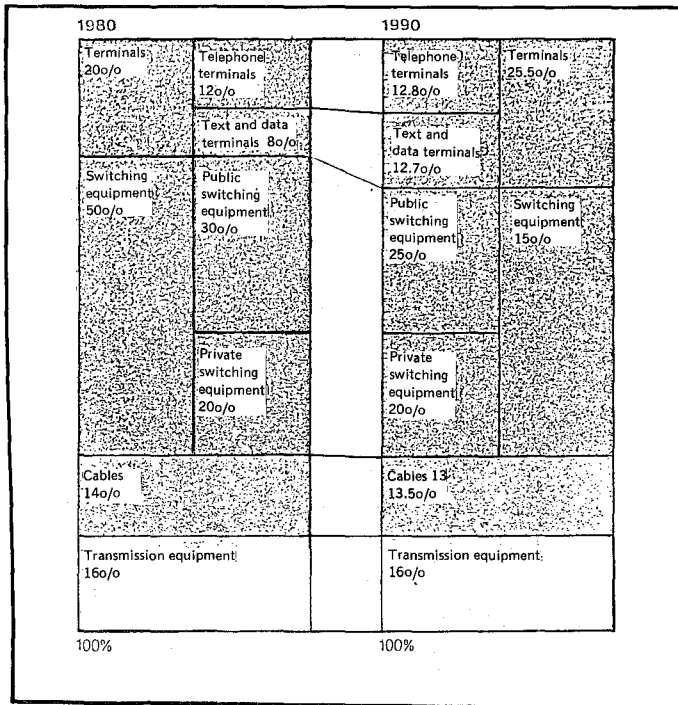 1980
Terminals
20o/o
Telephone
terminals
12o/o
Text and data
terminals 8o/o
Switching
equipment
50o/o
Public
switching
equipment
30o/o
Private
switching
equipment
20o/o
Cables
14o/o
Transmission equipment
16o/o
100%
1990
Telephone
terminals
12.8o/o
Terminals
25.5o/o
Text and
data terminals
12.7o/o
Public
switching
equipment
25o/o
Switching
equipment
15o/o
Private
switching
equipment
20o/o
Cables 13
13.5o/o
Transmission equipment
16o/o
100%